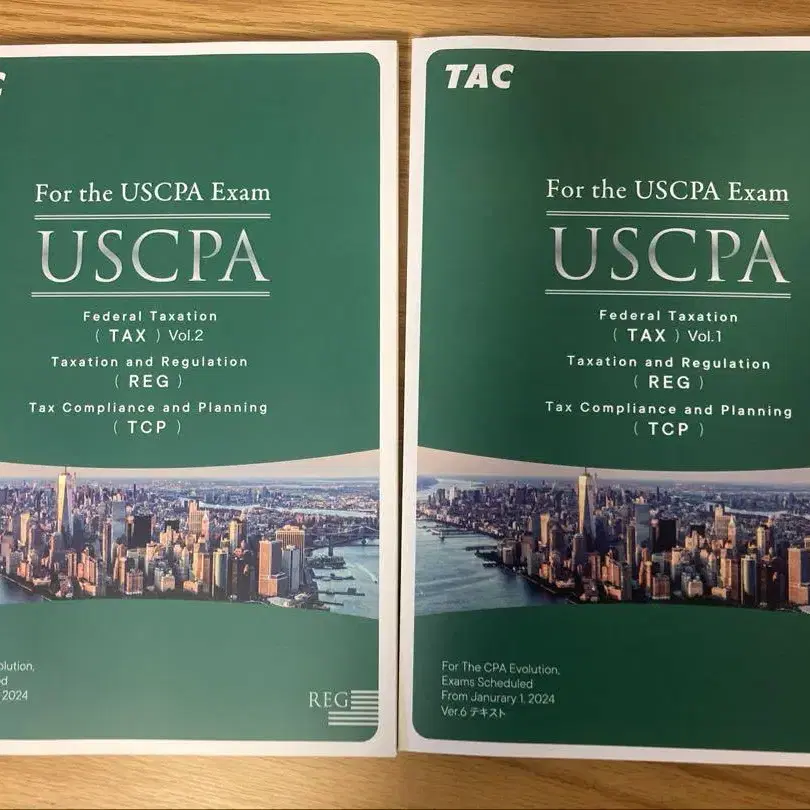 For the USCPA Exam
USCPA
Federal Taxation
( TAX ) Vol.2
Taxation and Regulation
( REG )
Tax Compliance and Planning
( TCP )
2024
REG
TAC
For the USCPA Exam
USCPA
Federal Taxation
( TAX ) Vol.1
Taxation and Regulation
( REG )
Tax Compliance and Planning
( TCP )
For The CPA Evolution,
Exams Scheduled
From Janurary 1, 2024
Ver.6 テキスト